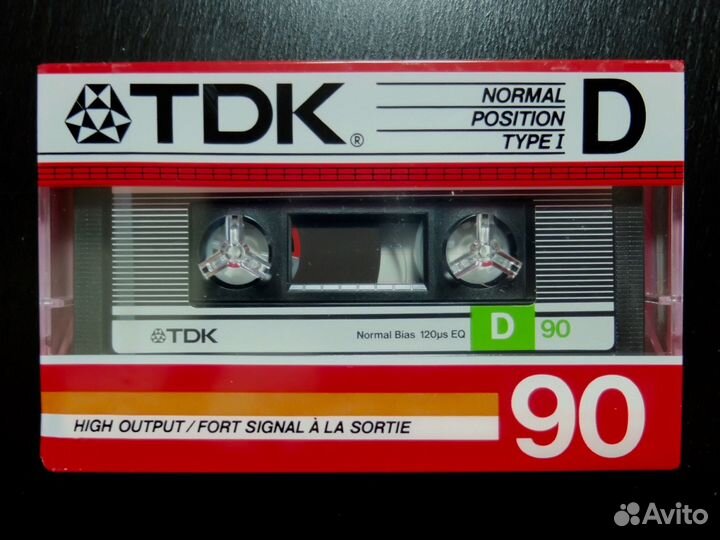 TDK®
NORMAL
POSITION
TYPE I
D
TDK
Normal Bias 120µs EQ
D
90
HIGH OUTPUT/FORT SIGNAL À LA SORTIE
90
Avito